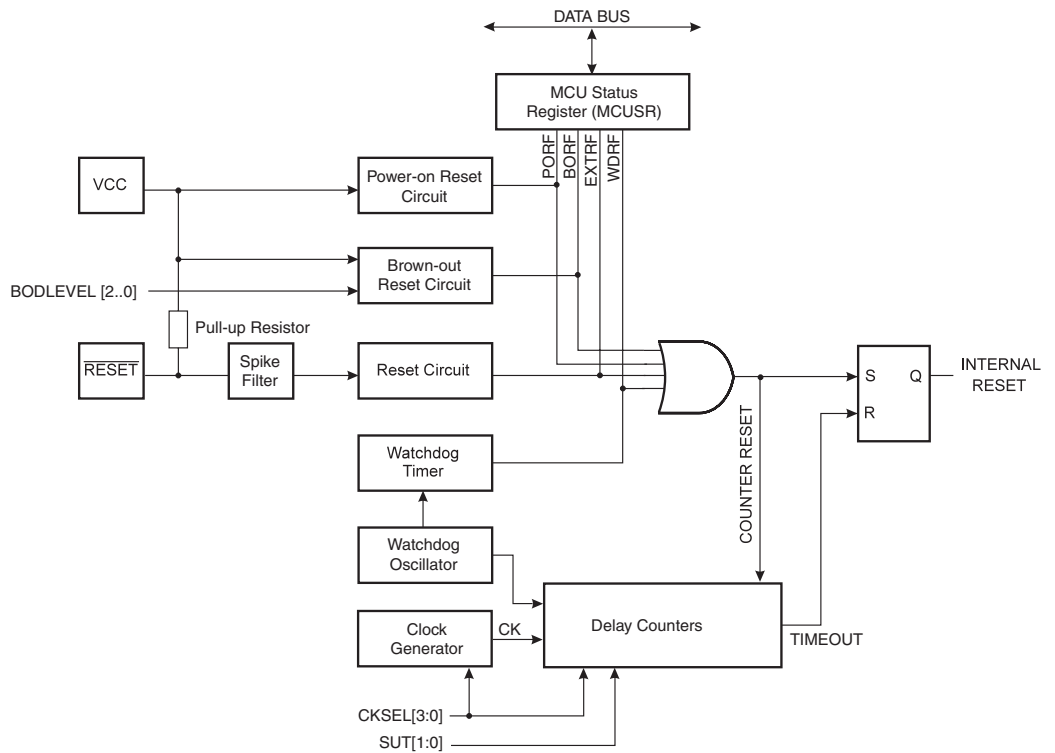 DATA BUS
MCU Status
Register (MCUSR)
PORF
BORF
EXTRF
WDRF
VCC
Power-on Reset
Circuit
Brown-out
Reset Circuit
BODLEVEL [2..0]
Pull-up Resistor
RESET
Spike
Filter
Reset Circuit
S
Q
R
INTERNAL
RESET
Watchdog
Timer
COUNTER RESET
Watchdog
Oscillator
Clock
Generator
CK
Delay Counters
TIMEOUT
CKSEL[3:0]
SUT[1:0]